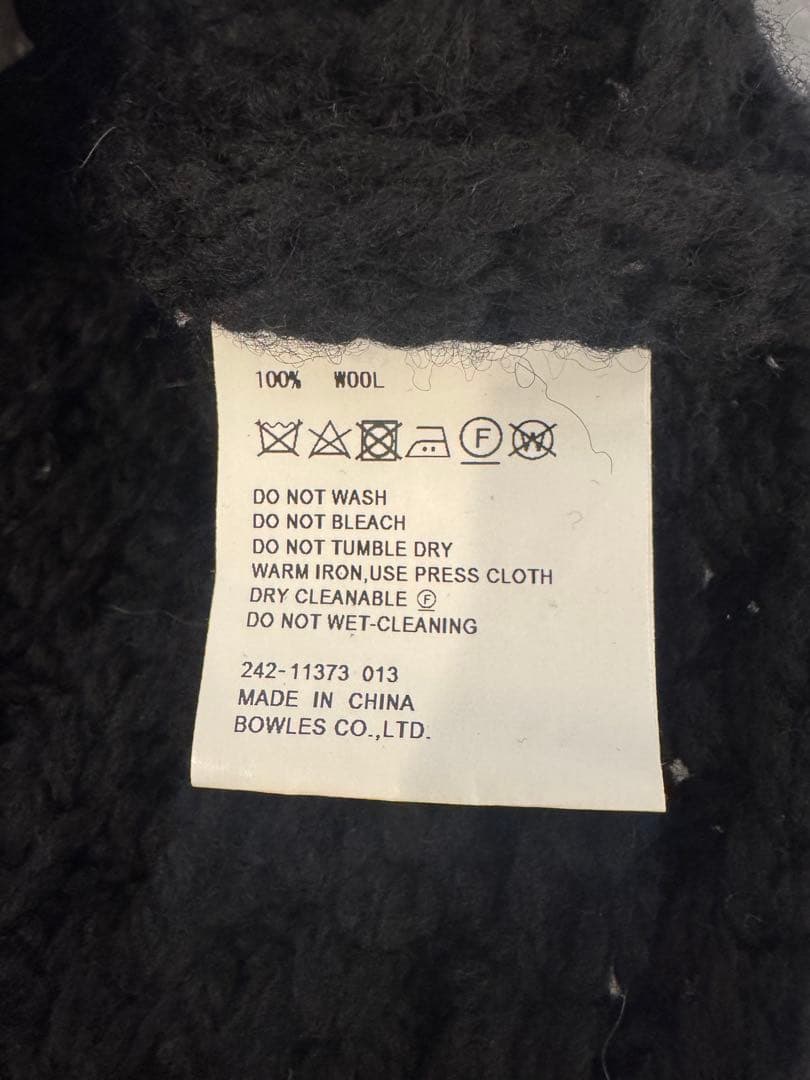 100% WOOL
F W
DO NOT WASH
DO NOT BLEACH
DO NOT TUMBLE DRY
WARM IRON,USE PRESS CLOTH
DRY CLEANABLE Ⓕ
DO NOT WET-CLEANING
242-11373 013
MADE IN CHINA
BOWLES CO.,LTD.